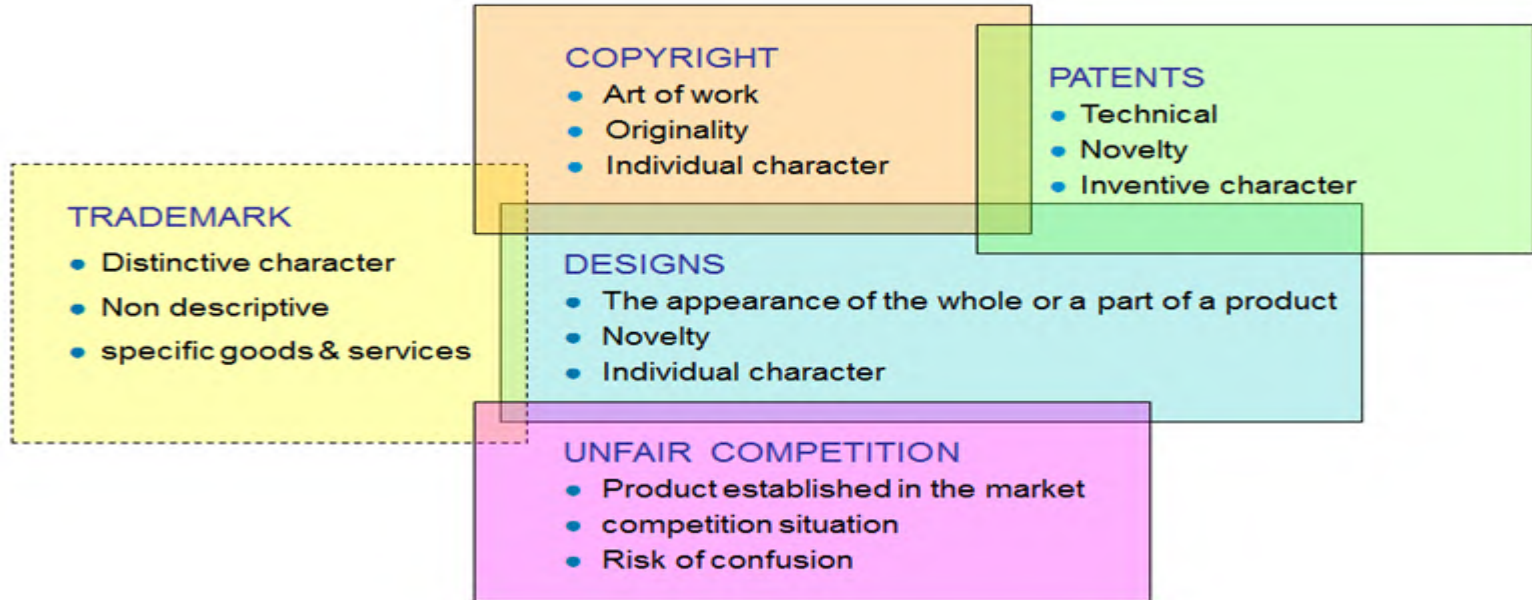 COPYRIGHT
• Art of work
• Originality
• Individual character
PATENTS
• Technical
• Novelty
• Inventive character
TRADEMARK
• Distinctive character
• Non descriptive
• specific goods & services
DESIGNS
• The appearance of the whole or a part of a product
• Novelty
• Individual character
UNFAIR COMPETITION
• Product established in the market
• competition situation
• Risk of confusion